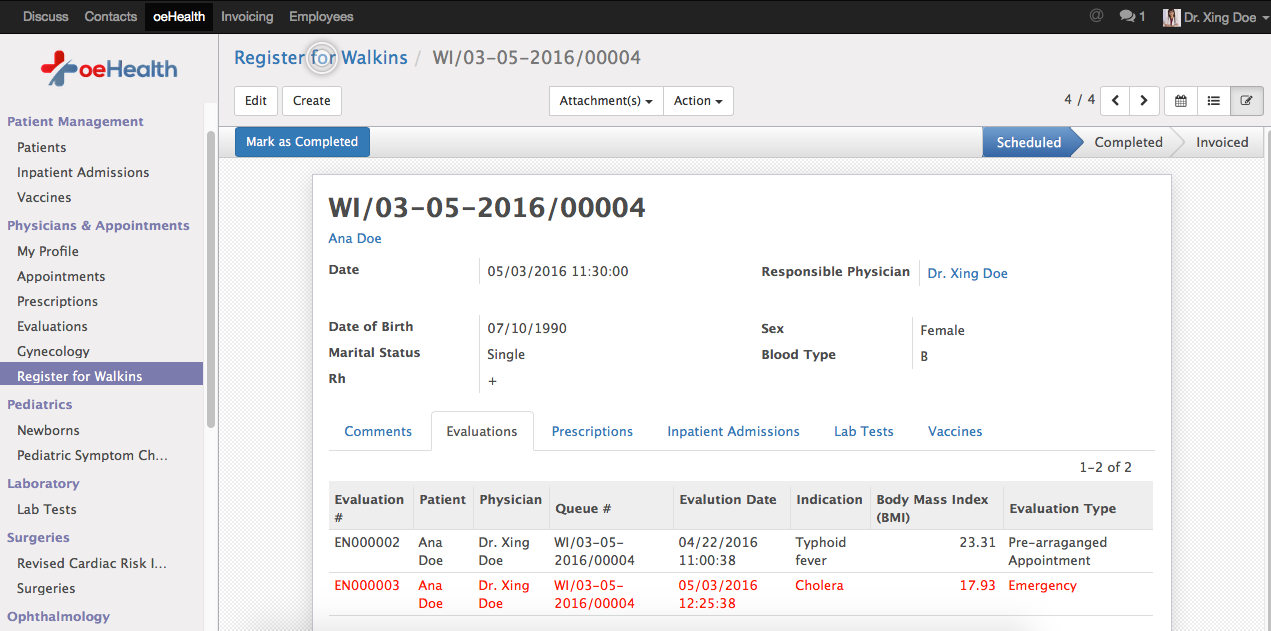 Discuss Contacts oeHealth Invoicing Employees @ 1 Dr. Xing Doe
oeHealth
Register for Walkins / WI/03-05-2016/00004
Edit Create Attachment(s) Action 4 / 4
Mark as Completed Scheduled Completed Invoiced
Patient Management
Patients
Inpatient Admissions
Vaccines
Physicians & Appointments
My Profile
Appointments
Prescriptions
Evaluations
Gynecology
Register for Walkins
Pediatrics
Newborns
Pediatric Symptom Ch...
Laboratory
Lab Tests
Surgeries
Revised Cardiac Risk I...
Surgeries
Ophthalmology
WI/03-05-2016/00004
Ana Doe
Date 05/03/2016 11:30:00 Responsible Physician Dr. Xing Doe
Date of Birth 07/10/1990 Sex Female
Marital Status Single Blood Type B
Rh +
Comments Evaluations Prescriptions Inpatient Admissions Lab Tests Vaccines
1-2 of 2
Evaluation # Patient Physician Queue # Evalution Date Indication Body Mass Index (BMI) Evaluation Type
EN000002 Ana Doe Dr. Xing Doe WI/03-05-2016/00004 04/22/2016 11:00:38 Typhoid fever 23.31 Pre-arraganged Appointment
EN000003 Ana Doe Dr. Xing Doe WI/03-05-2016/00004 05/03/2016 12:25:38 Cholera 17.93 Emergency